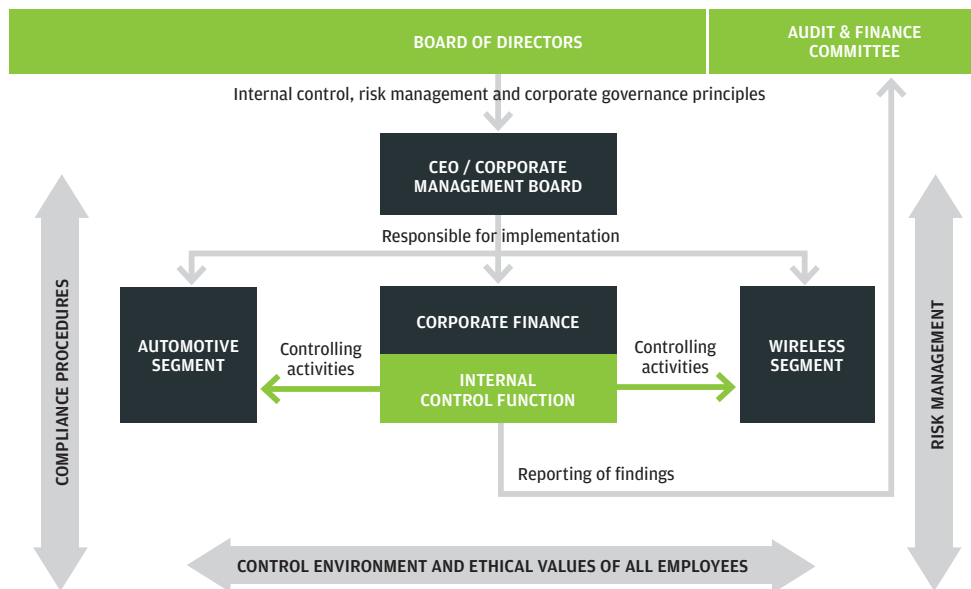 BOARD OF DIRECTORS
AUDIT & FINANCE
COMMITTEE
Internal control, risk management and corporate governance principles
CEO / CORPORATE
MANAGEMENT BOARD
Responsible for implementation
COMPLIANCE PROCEDURES
AUTOMOTIVE
SEGMENT
Controlling
activities
CORPORATE FINANCE
INTERNAL
CONTROL FUNCTION
Controlling
activities
WIRELESS
SEGMENT
RISK MANAGEMENT
Reporting of findings
CONTROL ENVIRONMENT AND ETHICAL VALUES OF ALL EMPLOYEES